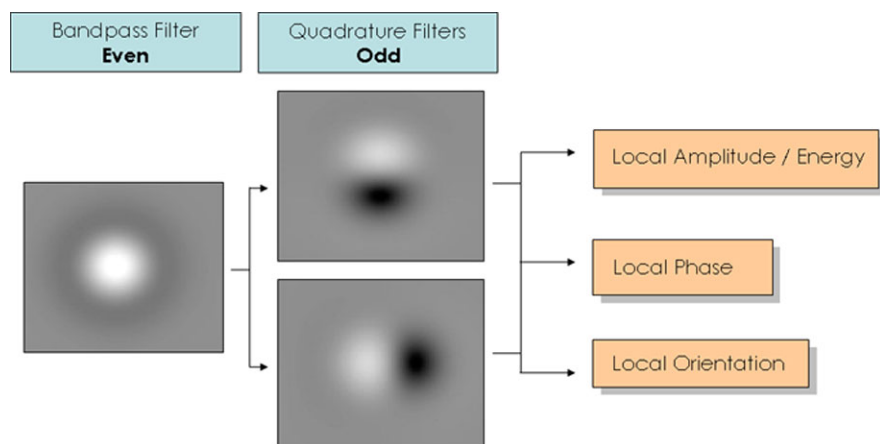 Bandpass Filter
Even
Quadrature Filters
Odd
Local Amplitude / Energy
Local Phase
Local Orientation